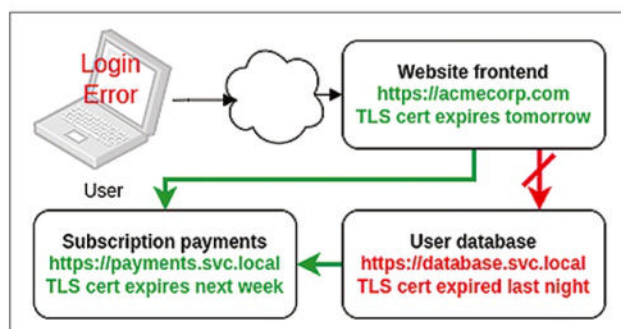 Login
Error
User
Website frontend
https://acmecorp.com
TLS cert expires tomorrow
Subscription payments
https://payments.svc.local
TLS cert expires next week
User database
https://database.svc.local
TLS cert expired last night